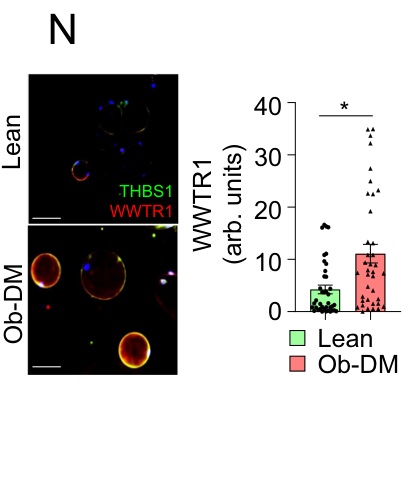 N
Lean
THBS1
WWTR1
Ob-DM
WWTR1
(arb. units)
40
30
20
10
0
*
Lean
Ob-DM